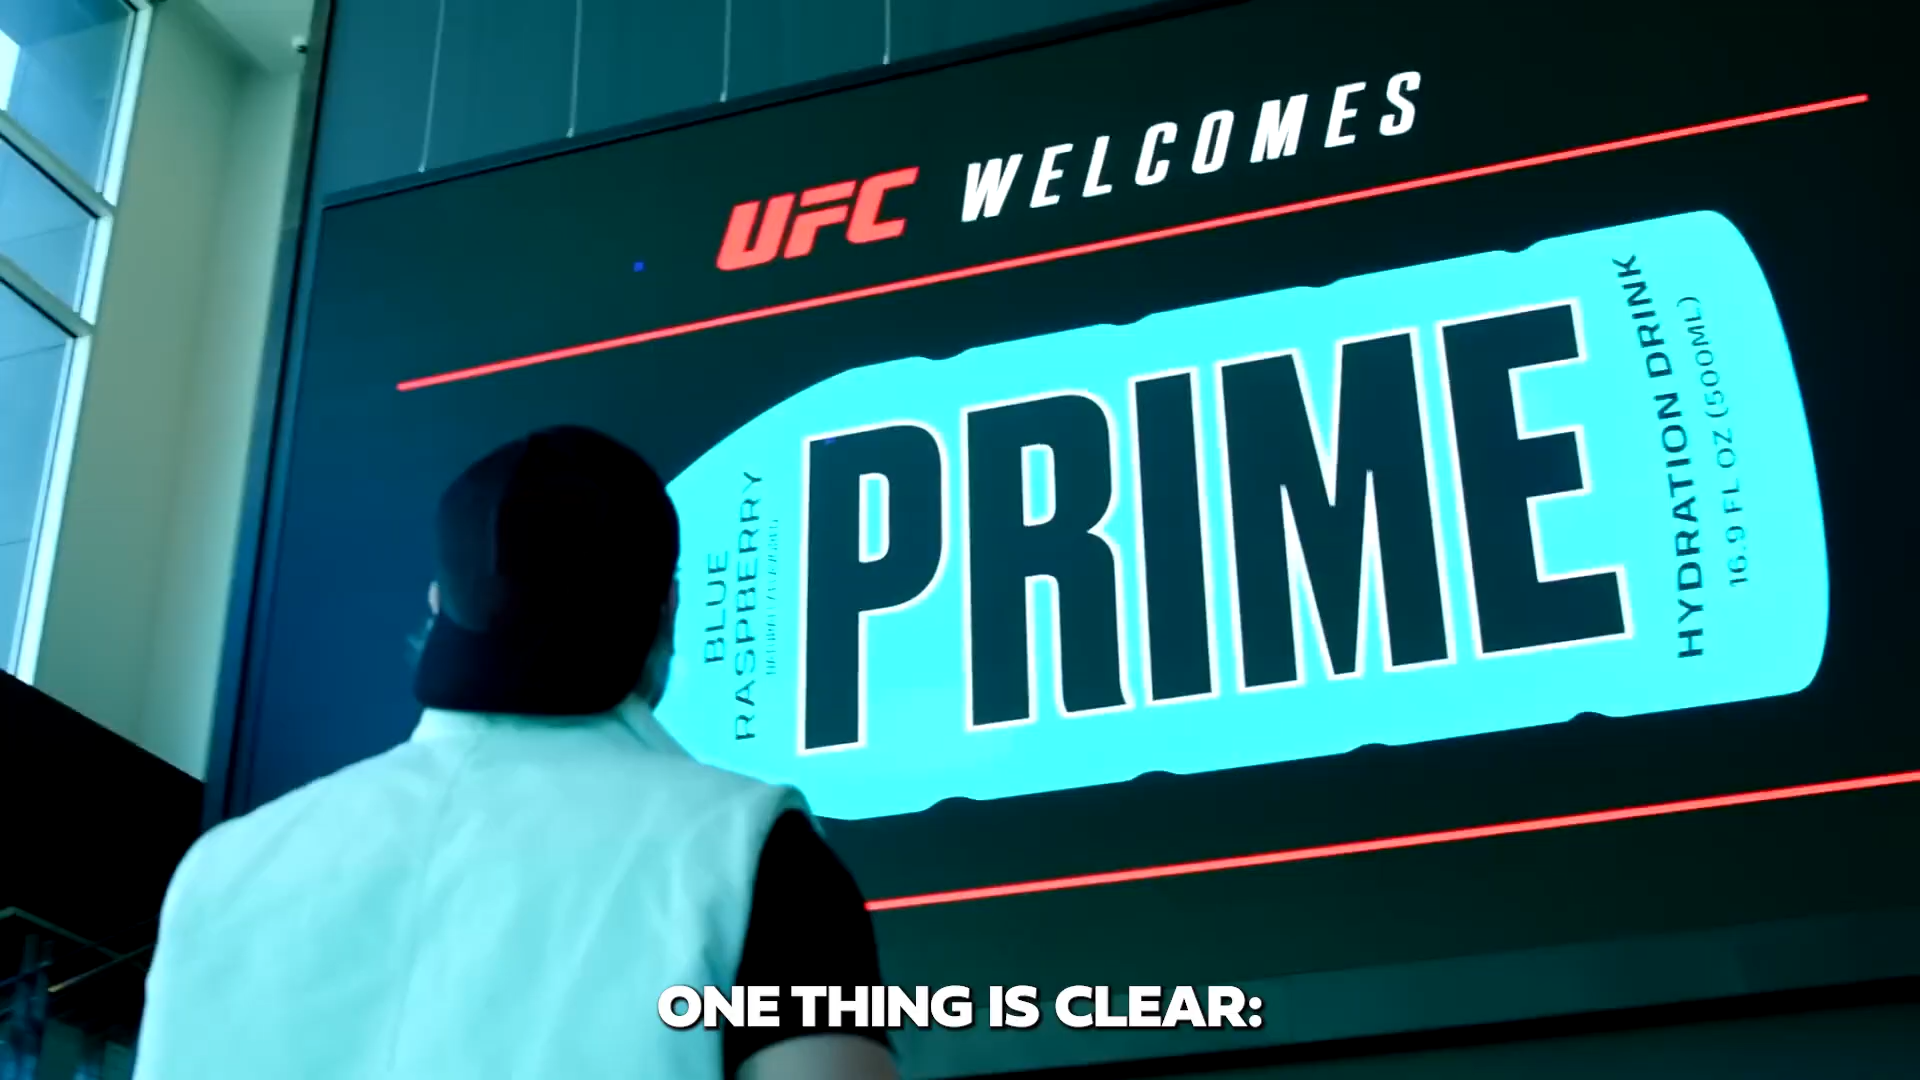 UFC WELCOMES
BLUE
RASPBERRY
PRIME
HYDRATION DRINK
16.9 FL OZ (500ML)
ONE THING IS CLEAR: